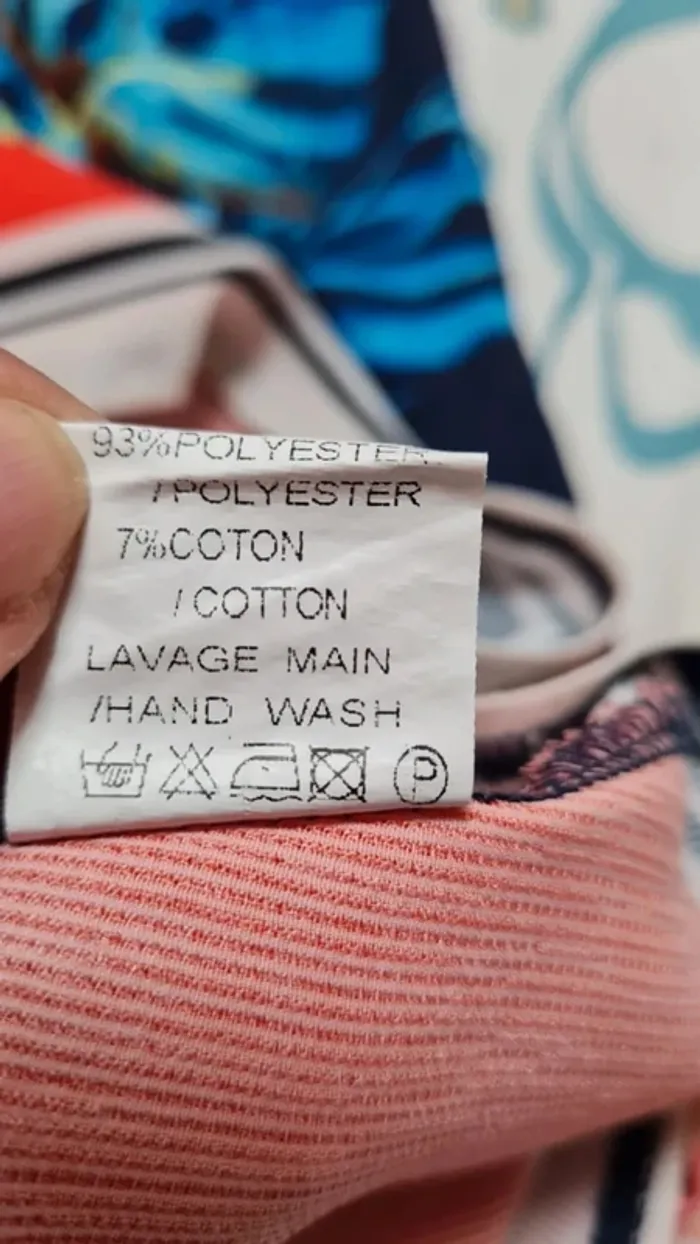 93%POLYESTER
/POLYESTER
7%COTON
/COTTON
LAVAGE MAIN
/HAND WASH
P